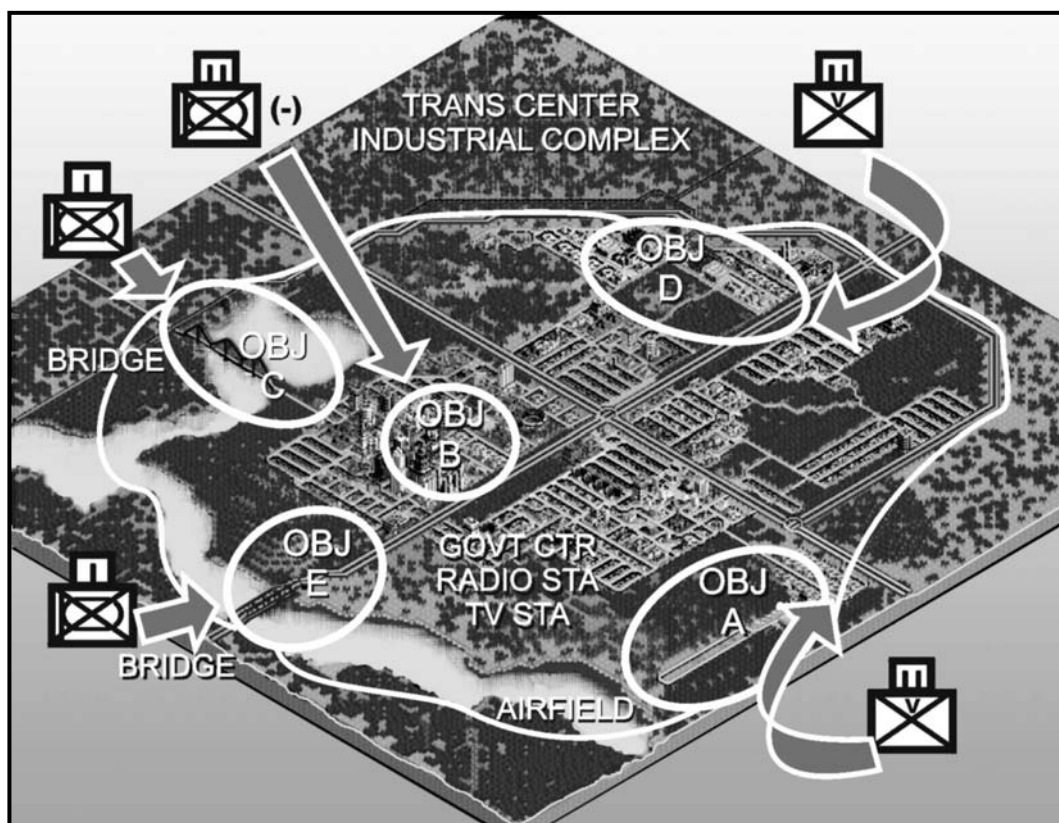 (-)
TRANS CENTER
INDUSTRIAL COMPLEX
V
OBJ
D
BRIDGE
OBJ
C
OBJ
B
OBJ
E
GOVT CTR
RADIO STA
TV STA
OBJ
A
BRIDGE
AIRFIELD
V